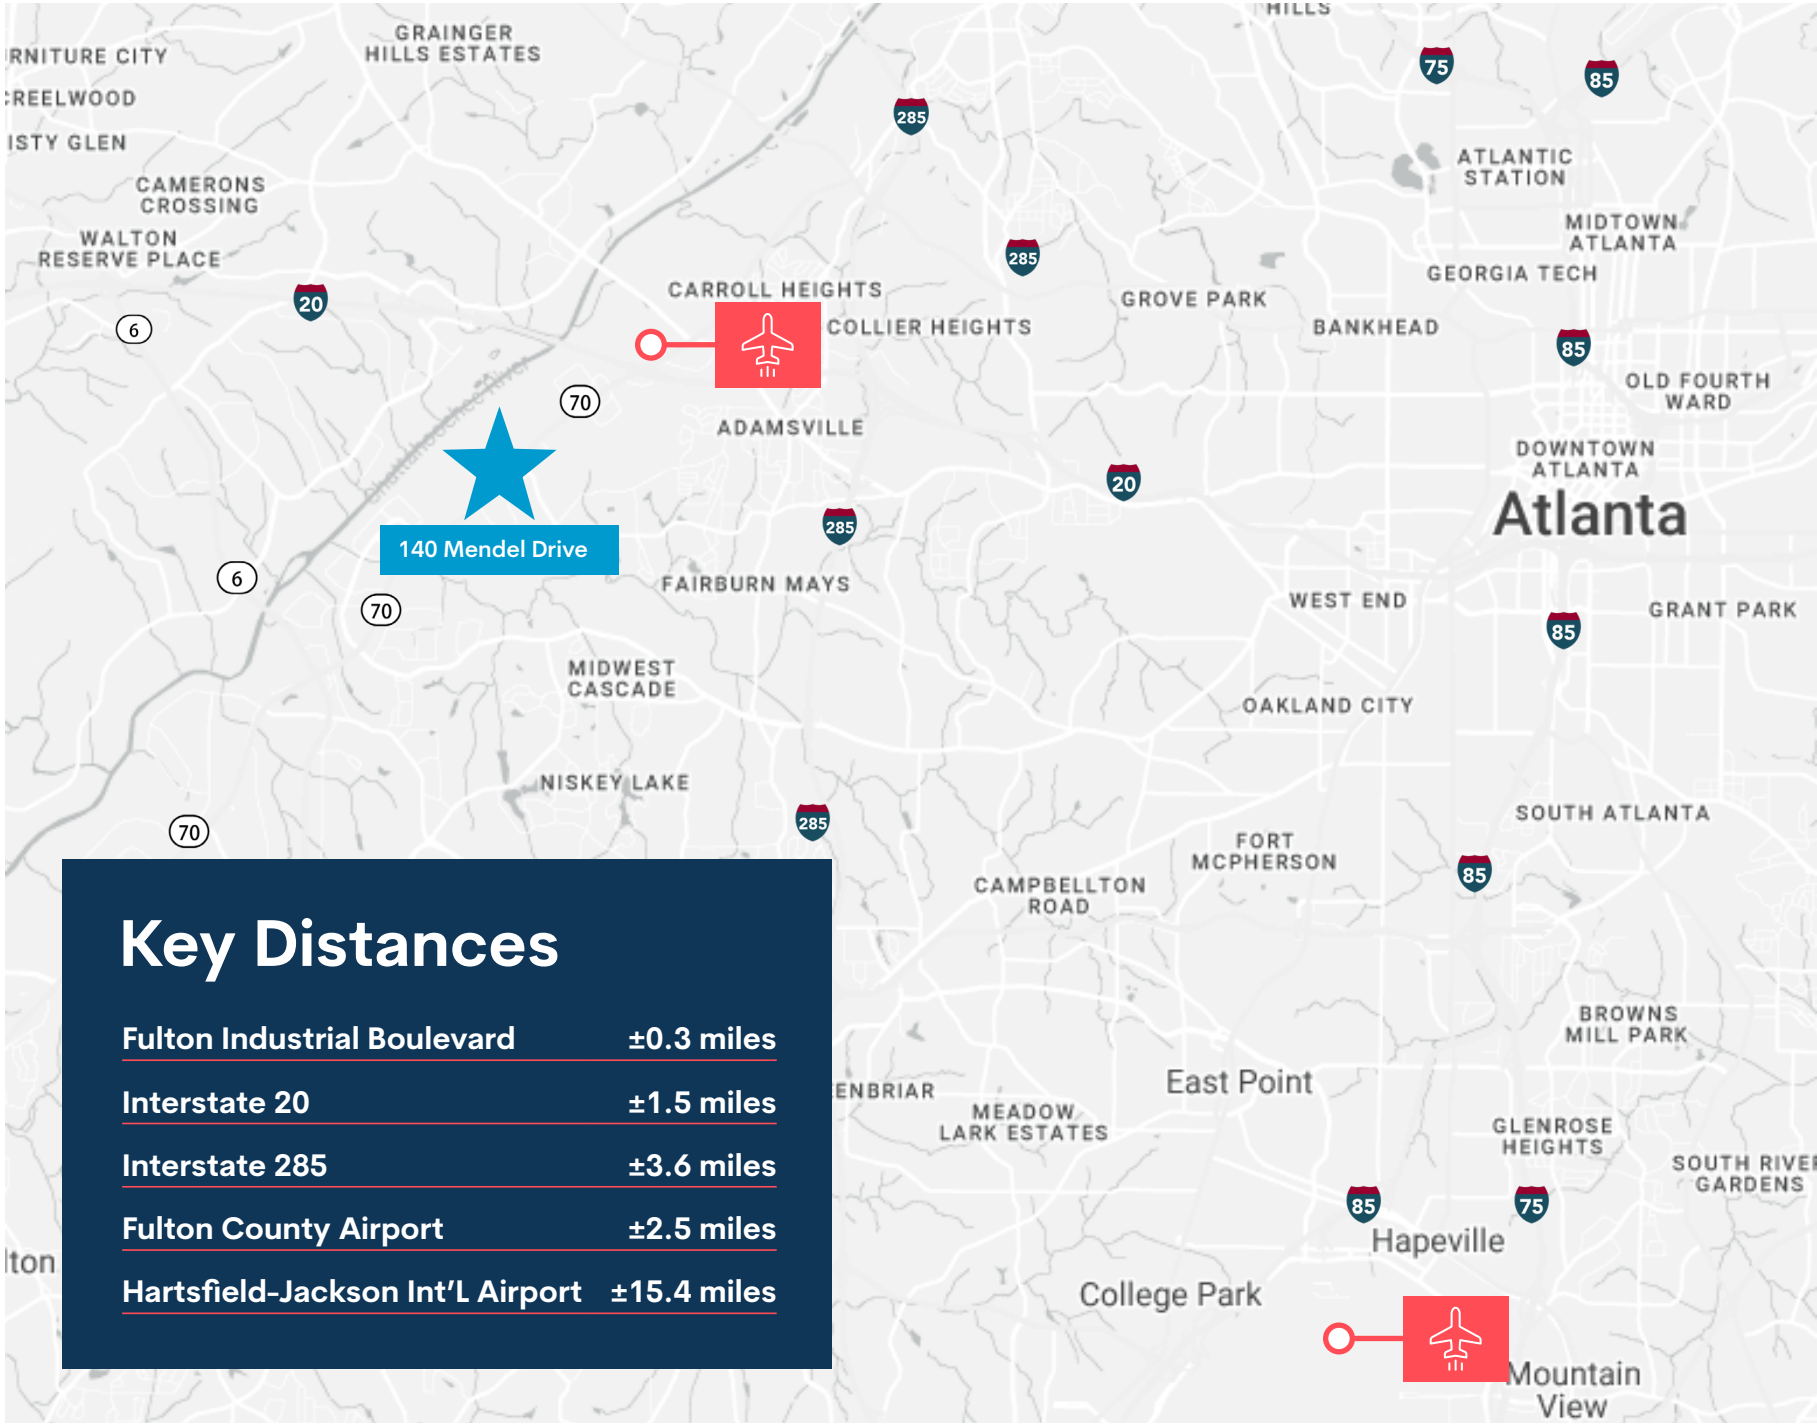 HILLS
GRAINGER
HILLS ESTATES
RNITURE CITY
75
85
CREELWOOD
285
ISTY GLEN
ATLANTIC
STATION
CAMERONS
CROSSING
MIDTOWN
ATLANTA
WALTON
RESERVE PLACE
285
GEORGIA TECH
CARROLL HEIGHTS
20
GROVE PARK
6
COLLIER HEIGHTS
BANKHEAD
85
Chattahoochee River
70
OLD FOURTH
WARD
ADAMSVILLE
DOWNTOWN
ATLANTA
20
Atlanta
285
140 Mendel Drive
6
FAIRBURN MAYS
70
WEST END
GRANT PARK
85
MIDWEST
CASCADE
OAKLAND CITY
NISKEY LAKE
285
SOUTH ATLANTA
70
FORT
MCPHERSON
85
CAMPBELLTON
ROAD
Key Distances
Fulton Industrial Boulevard ±0.3 miles
Interstate 20 ±1.5 miles
Interstate 285 ±3.6 miles
Fulton County Airport ±2.5 miles
Hartsfield-Jackson Int'L Airport ±15.4 miles
BROWNS
MILL PARK
East Point
ENBRIAR
MEADOW
LARK ESTATES
GLENROSE
HEIGHTS
SOUTH RIVER
GARDENS
85
75
Hapeville
lton
College Park
Mountain
View